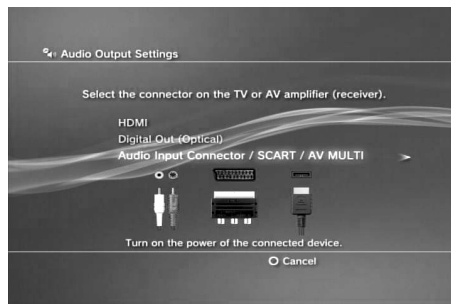 Audio Output Settings
Select the connector on the TV or AV amplifier (receiver).
HDMI
Digital Out (Optical)
Audio Input Connector / SCART / AV MULTI
Turn on the power of the connected device.
Cancel